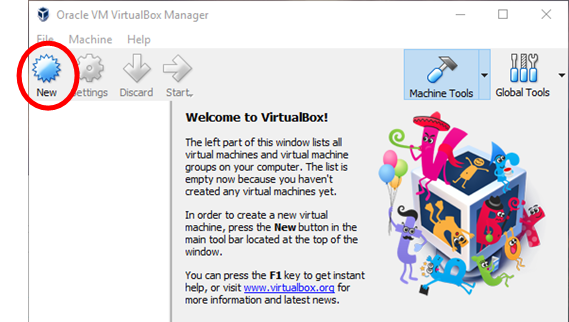 Oracle VM VirtualBox Manager
File Machine Help
New Settings Discard Start
Machine Tools Global Tools
Welcome to VirtualBox!
The left part of this window lists all
virtual machines and virtual machine
groups on your computer. The list is
empty now because you haven't
created any virtual machines yet.
In order to create a new virtual
machine, press the New button in the
main tool bar located at the top of the
window.
You can press the F1 key to get instant
help, or visit www.virtualbox.org for
more information and latest news.